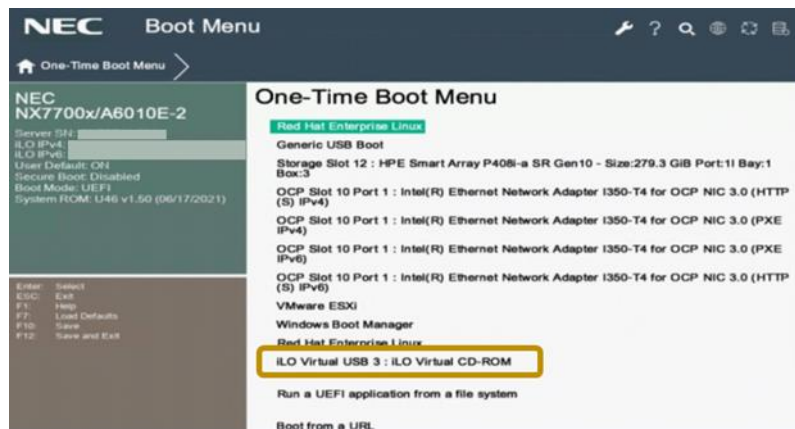 NEC Boot Menu
?
One-Time Boot Menu
NEC
NX7700x/A6010E-2
Server SN:
iLO IPv4:
iLO IPv6:
User Default: ON
Secure Boot: Disabled
Boot Mode: UEFI
System ROM: U46 v1.50 (06/17/2021)
Enter: Select
ESC: Exit
F1: Help
F7: Load Defaults
F10: Save
F12: Save and Exit
One-Time Boot Menu
Red Hat Enterprise Linux
Generic USB Boot
Storage Slot 12 : HPE Smart Array P408i-a SR Gen10 - Size:279.3 GiB Port:1I Bay:1
Box:3
OCP Slot 10 Port 1 : Intel(R) Ethernet Network Adapter I350-T4 for OCP NIC 3.0 (HTTP
(S) IPv4)
OCP Slot 10 Port 1 : Intel(R) Ethernet Network Adapter I350-T4 for OCP NIC 3.0 (PXE
IPv4)
OCP Slot 10 Port 1 : Intel(R) Ethernet Network Adapter I350-T4 for OCP NIC 3.0 (PXE
IPv6)
OCP Slot 10 Port 1 : Intel(R) Ethernet Network Adapter I350-T4 for OCP NIC 3.0 (HTTP
(S) IPv6)
VMware ESXi
Windows Boot Manager
Red Hat Enterprise Linux
iLO Virtual USB 3 : iLO Virtual CD-ROM
Run a UEFI application from a file system
Boot from a URL